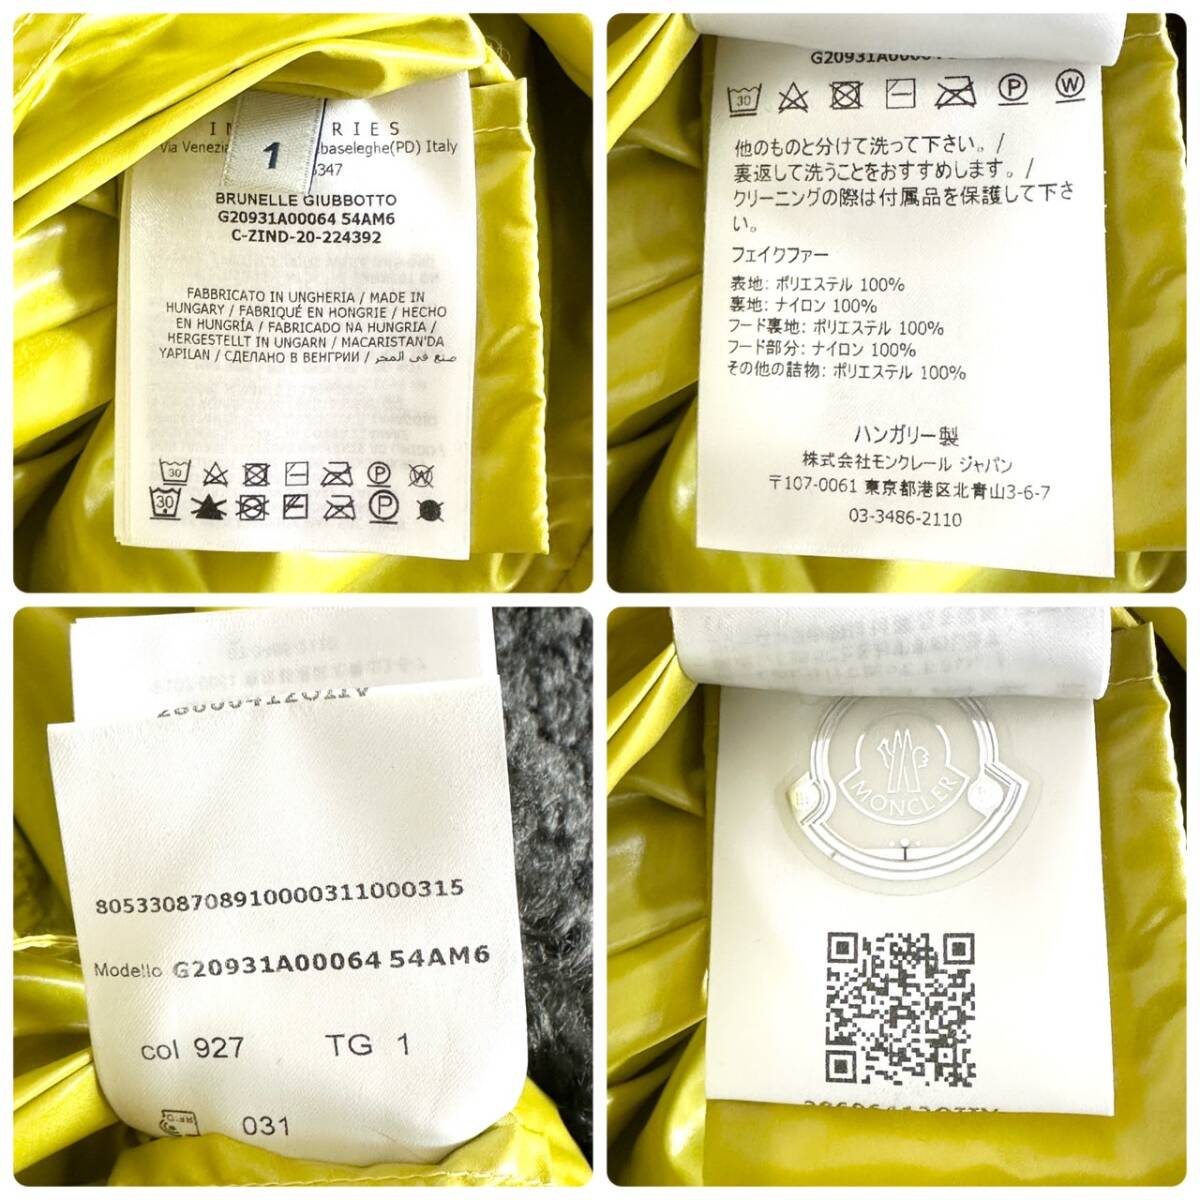 1
Via Venezia
baseleghe(PD) Italy
BRUNELLE GIUBBOTTO
G20931A00064 54AM6
C-ZIND-20-224392
FABBRICATO IN UNGHERIA / MADE IN
HUNGARY / FABRIQUÉ EN HONGRIE / HECHO
EN HUNGRÍA / FABRICADO NA HUNGRIA /
HERGESTELLT IN UNGARN / MACARISTAN'DA
YAPILAN / СДЕЛАНО В ВЕНГРИИ / صنع في المجر
30 P W
30 P
30 P W
他のものと分けて洗って下さい。/
裏返して洗うことをおすすめします。/
クリーニングの際は付属品を保護して下さ
い。
フェイクファー
表地: ポリエステル 100%
裏地: ナイロン 100%
フード裏地: ポリエステル 100%
フード部分: ナイロン 100%
その他の詰物: ポリエステル 100%
ハンガリー製
株式会社モンクレール ジャパン
〒107-0061 東京都港区北青山3-6-7
03-3486-2110
8053308708910000311000315
Modello G20931A00064 54AM6
col 927 TG 1
031
MONCLER